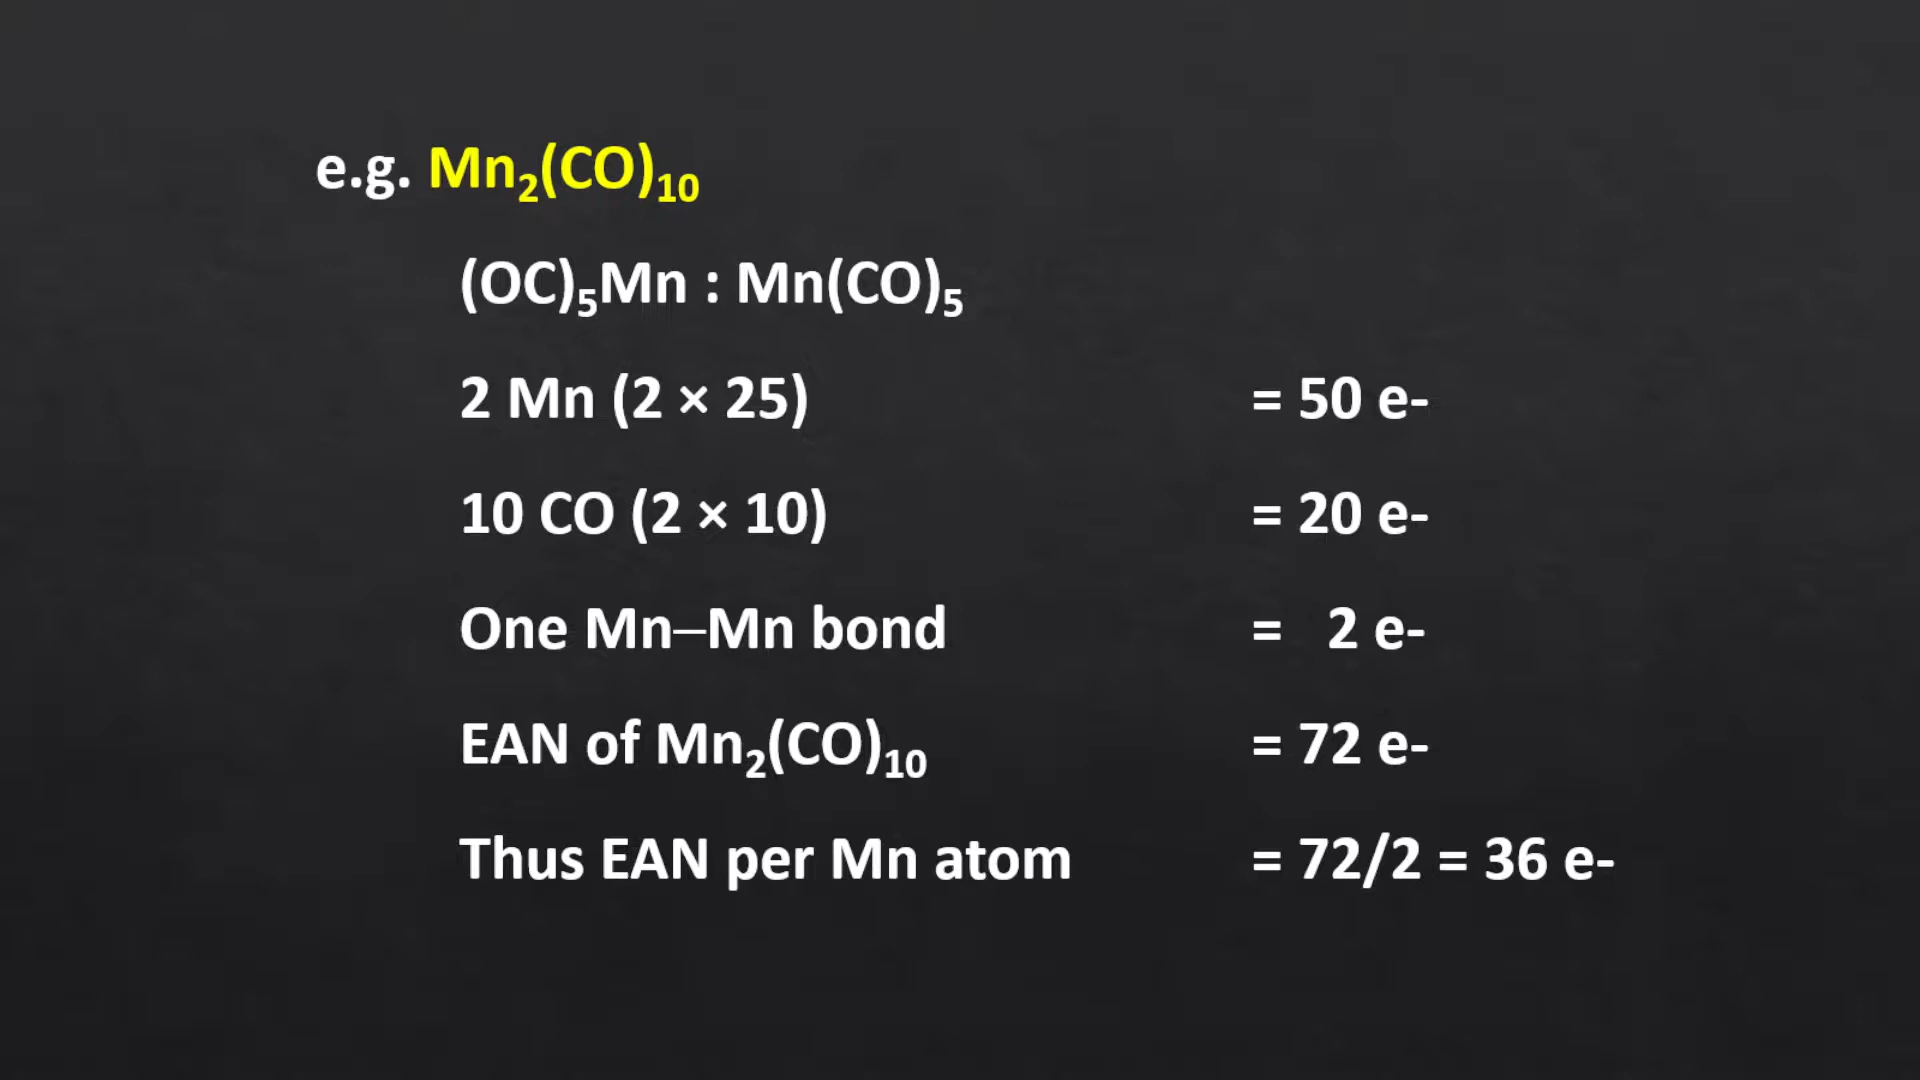 e.g. Mn₂(CO)₁₀
(OC)₅Mn : Mn(CO)₅
2 Mn (2 × 25) = 50 e-
10 CO (2 × 10) = 20 e-
One Mn–Mn bond = 2 e-
EAN of Mn₂(CO)₁₀ = 72 e-
Thus EAN per Mn atom = 72/2 = 36 e-